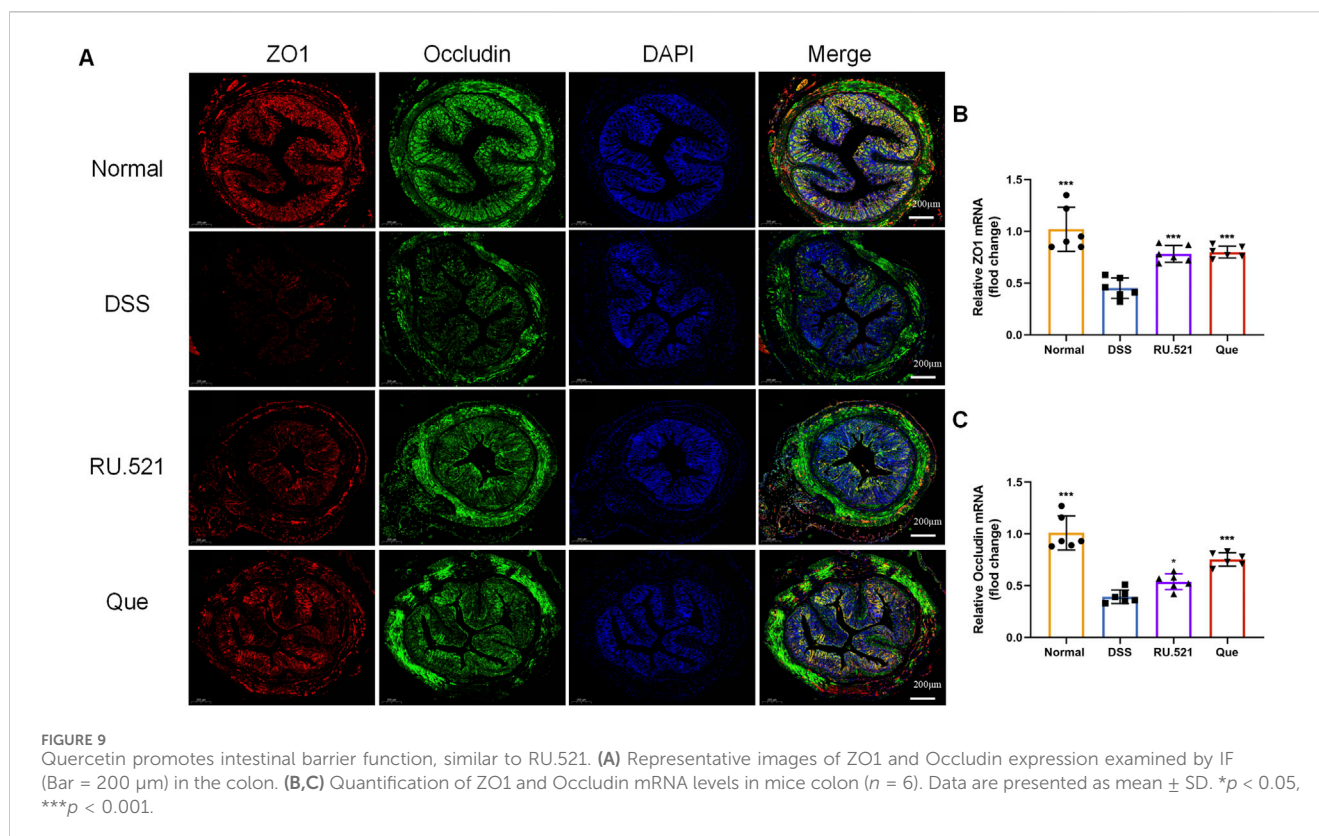 A
ZO1 Occludin DAPI Merge
Normal
200μm
DSS
200μm
RU.521
200μm
Que
200μm
B
Relative ZO1 mRNA
(flod change)
1.5
1.0
0.5
0.0
***
***
***
Normal DSS RU.521 Que
C
Relative Occludin mRNA
(flod change)
1.5
1.0
0.5
0.0
***
*
***
Normal DSS RU.521 Que
FIGURE 9
Quercetin promotes intestinal barrier function, similar to RU.521. (A) Representative images of ZO1 and Occludin expression examined by IF
(Bar = 200 μm) in the colon. (B,C) Quantification of ZO1 and Occludin mRNA levels in mice colon (n = 6). Data are presented as mean ± SD. *p < 0.05,
***p < 0.001.